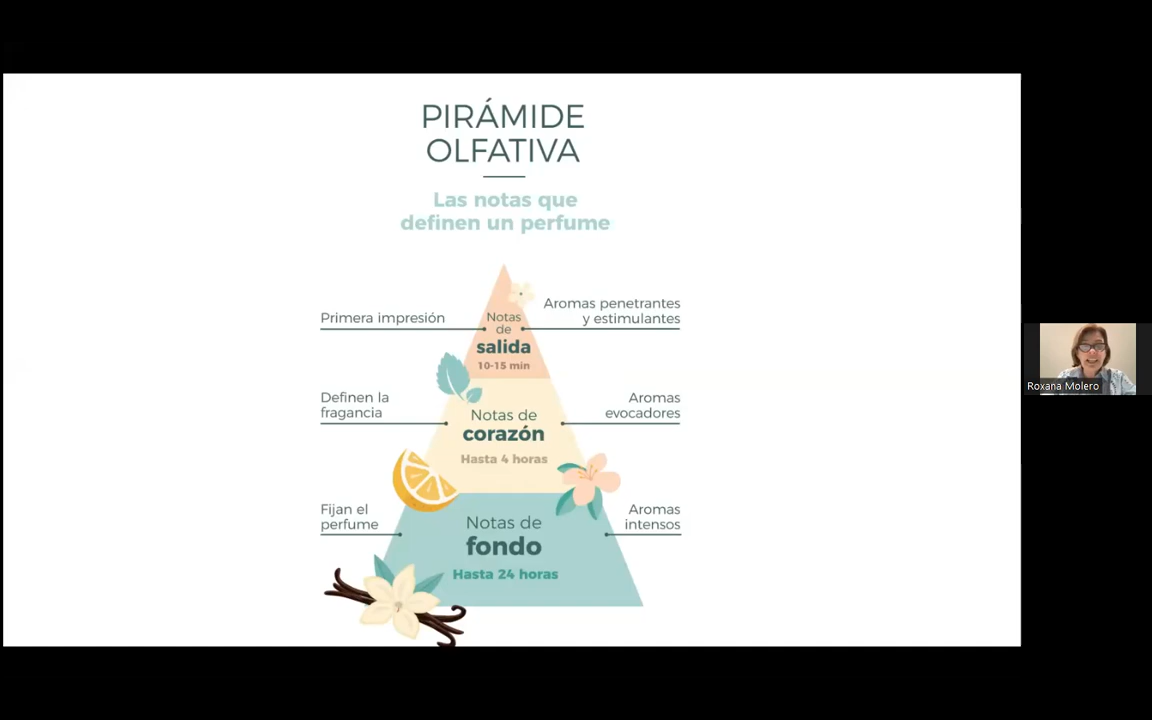 PIRÁMIDE
OLFATIVA
Las notas que
definen un perfume
Primera impresión
Notas
de
salida
10-15 min
Aromas penetrantes
y estimulantes
Definen la
fragancia
Notas de
corazón
Hasta 4 horas
Aromas
evocadores
Fijan el
perfume
Notas de
fondo
Hasta 24 horas
Aromas
intensos
Roxana Molero